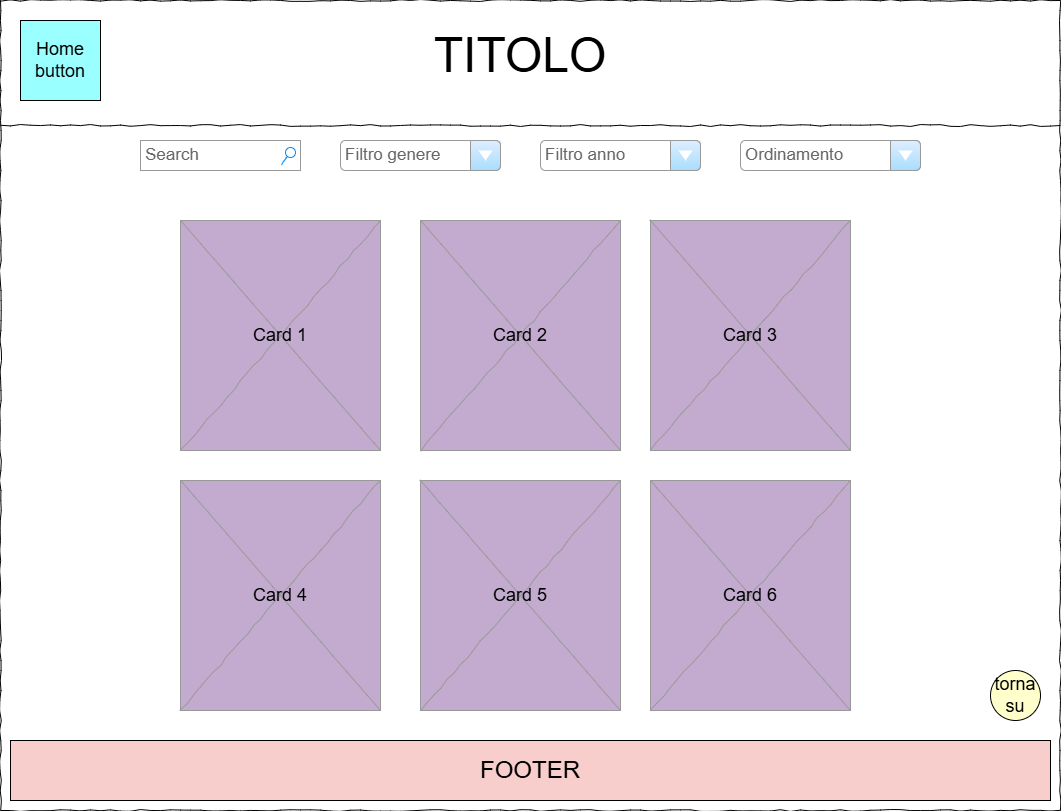 Home
button
TITOLO
Search
Filtro genere
Filtro anno
Ordinamento
Card 1
Card 2
Card 3
Card 4
Card 5
Card 6
torna
su
FOOTER